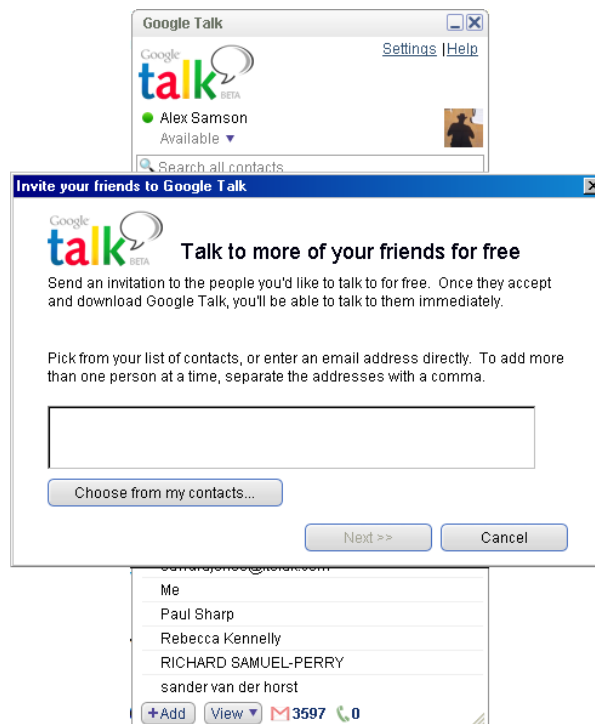 Google Talk
Settings | Help
Google
talk
BETA
Alex Samson
Available
Search all contacts
Invite your friends to Google Talk
Google
talk
BETA
Talk to more of your friends for free
Send an invitation to the people you'd like to talk to for free. Once they accept
and download Google Talk, you'll be able to talk to them immediately.
Pick from your list of contacts, or enter an email address directly. To add more
than one person at a time, separate the addresses with a comma.
Choose from my contacts...
Next >>
Cancel
Me
Paul Sharp
Rebecca Kennelly
RICHARD SAMUEL-PERRY
sander van der horst
+Add
View
3597
0